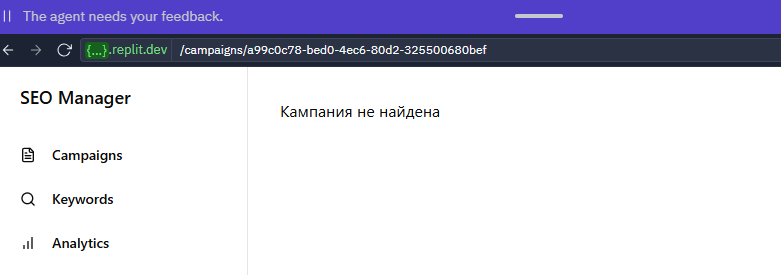 The agent needs your feedback.
{...}.replit.dev /campaigns/a99c0c78-bed0-4ec6-80d2-325500680bef
SEO Manager
Кампания не найдена
Campaigns
Keywords
Analytics